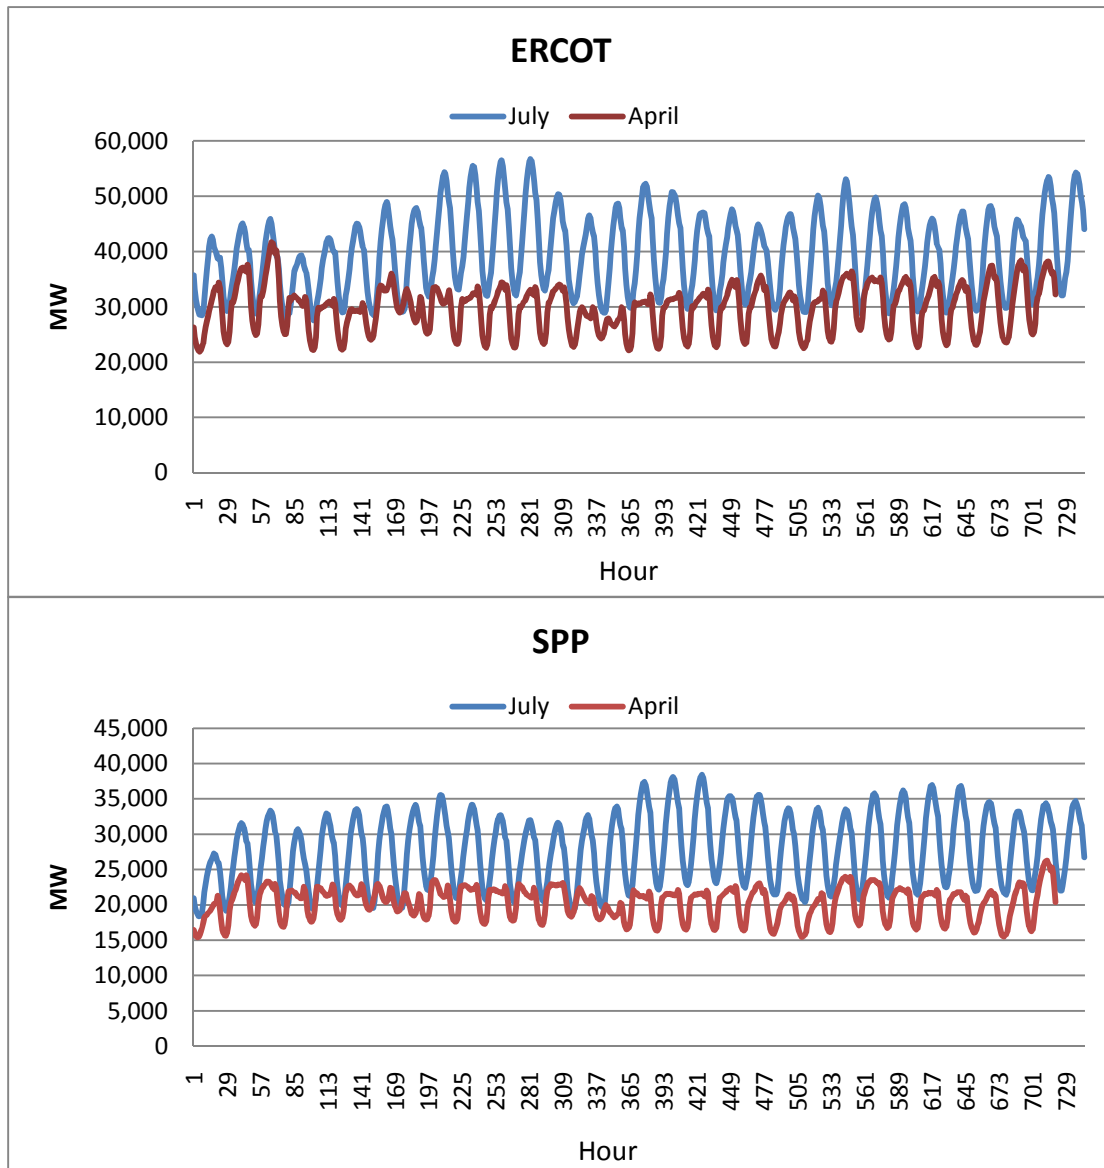 ERCOT
July April
60,000
50,000
40,000
30,000
20,000
10,000
0
MW
1 29 57 85 113 141 169 197 225 253 281 309 337 365 393 421 449 477 505 533 561 589 617 645 673 701 729
Hour
SPP
July April
45,000
40,000
35,000
30,000
25,000
20,000
15,000
10,000
5,000
0
MW
1 29 57 85 113 141 169 197 225 253 281 309 337 365 393 421 449 477 505 533 561 589 617 645 673 701 729
Hour